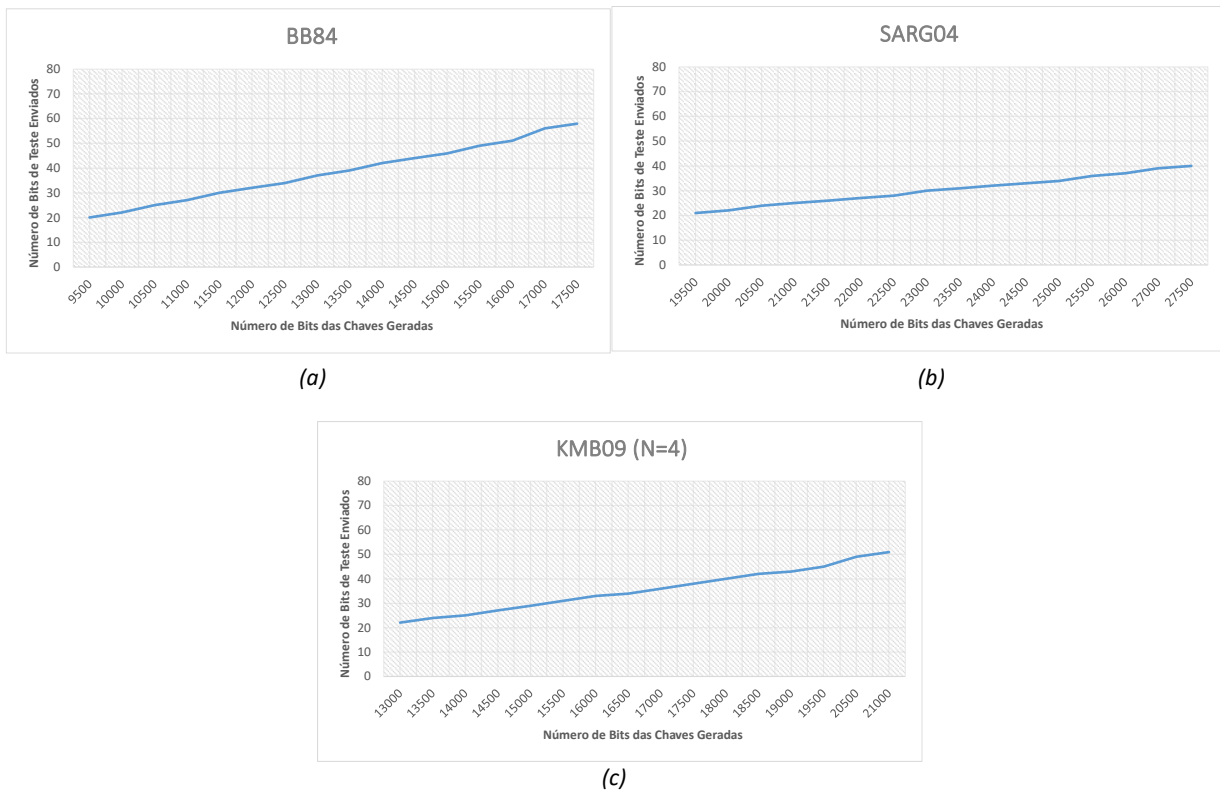 BB84
Número de Bits de Teste Enviados
80
70
60
50
40
30
20
10
0
9500 10000 10500 11000 11500 12000 12500 13000 13500 14000 14500 15000 15500 16000 17000 17500
Número de Bits das Chaves Geradas
(a)
SARG04
Número de Bits de Teste Enviados
80
70
60
50
40
30
20
10
0
19500 20000 20500 21000 21500 22000 22500 23000 23500 24000 24500 25000 25500 26000 27000 27500
Número de Bits das Chaves Geradas
(b)
KMB09 (N=4)
Número de Bits de Teste Enviados
80
70
60
50
40
30
20
10
0
13000 13500 14000 14500 15000 15500 16000 16500 17000 17500 18000 18500 19000 19500 20500 21000
Número de Bits das Chaves Geradas
(c)